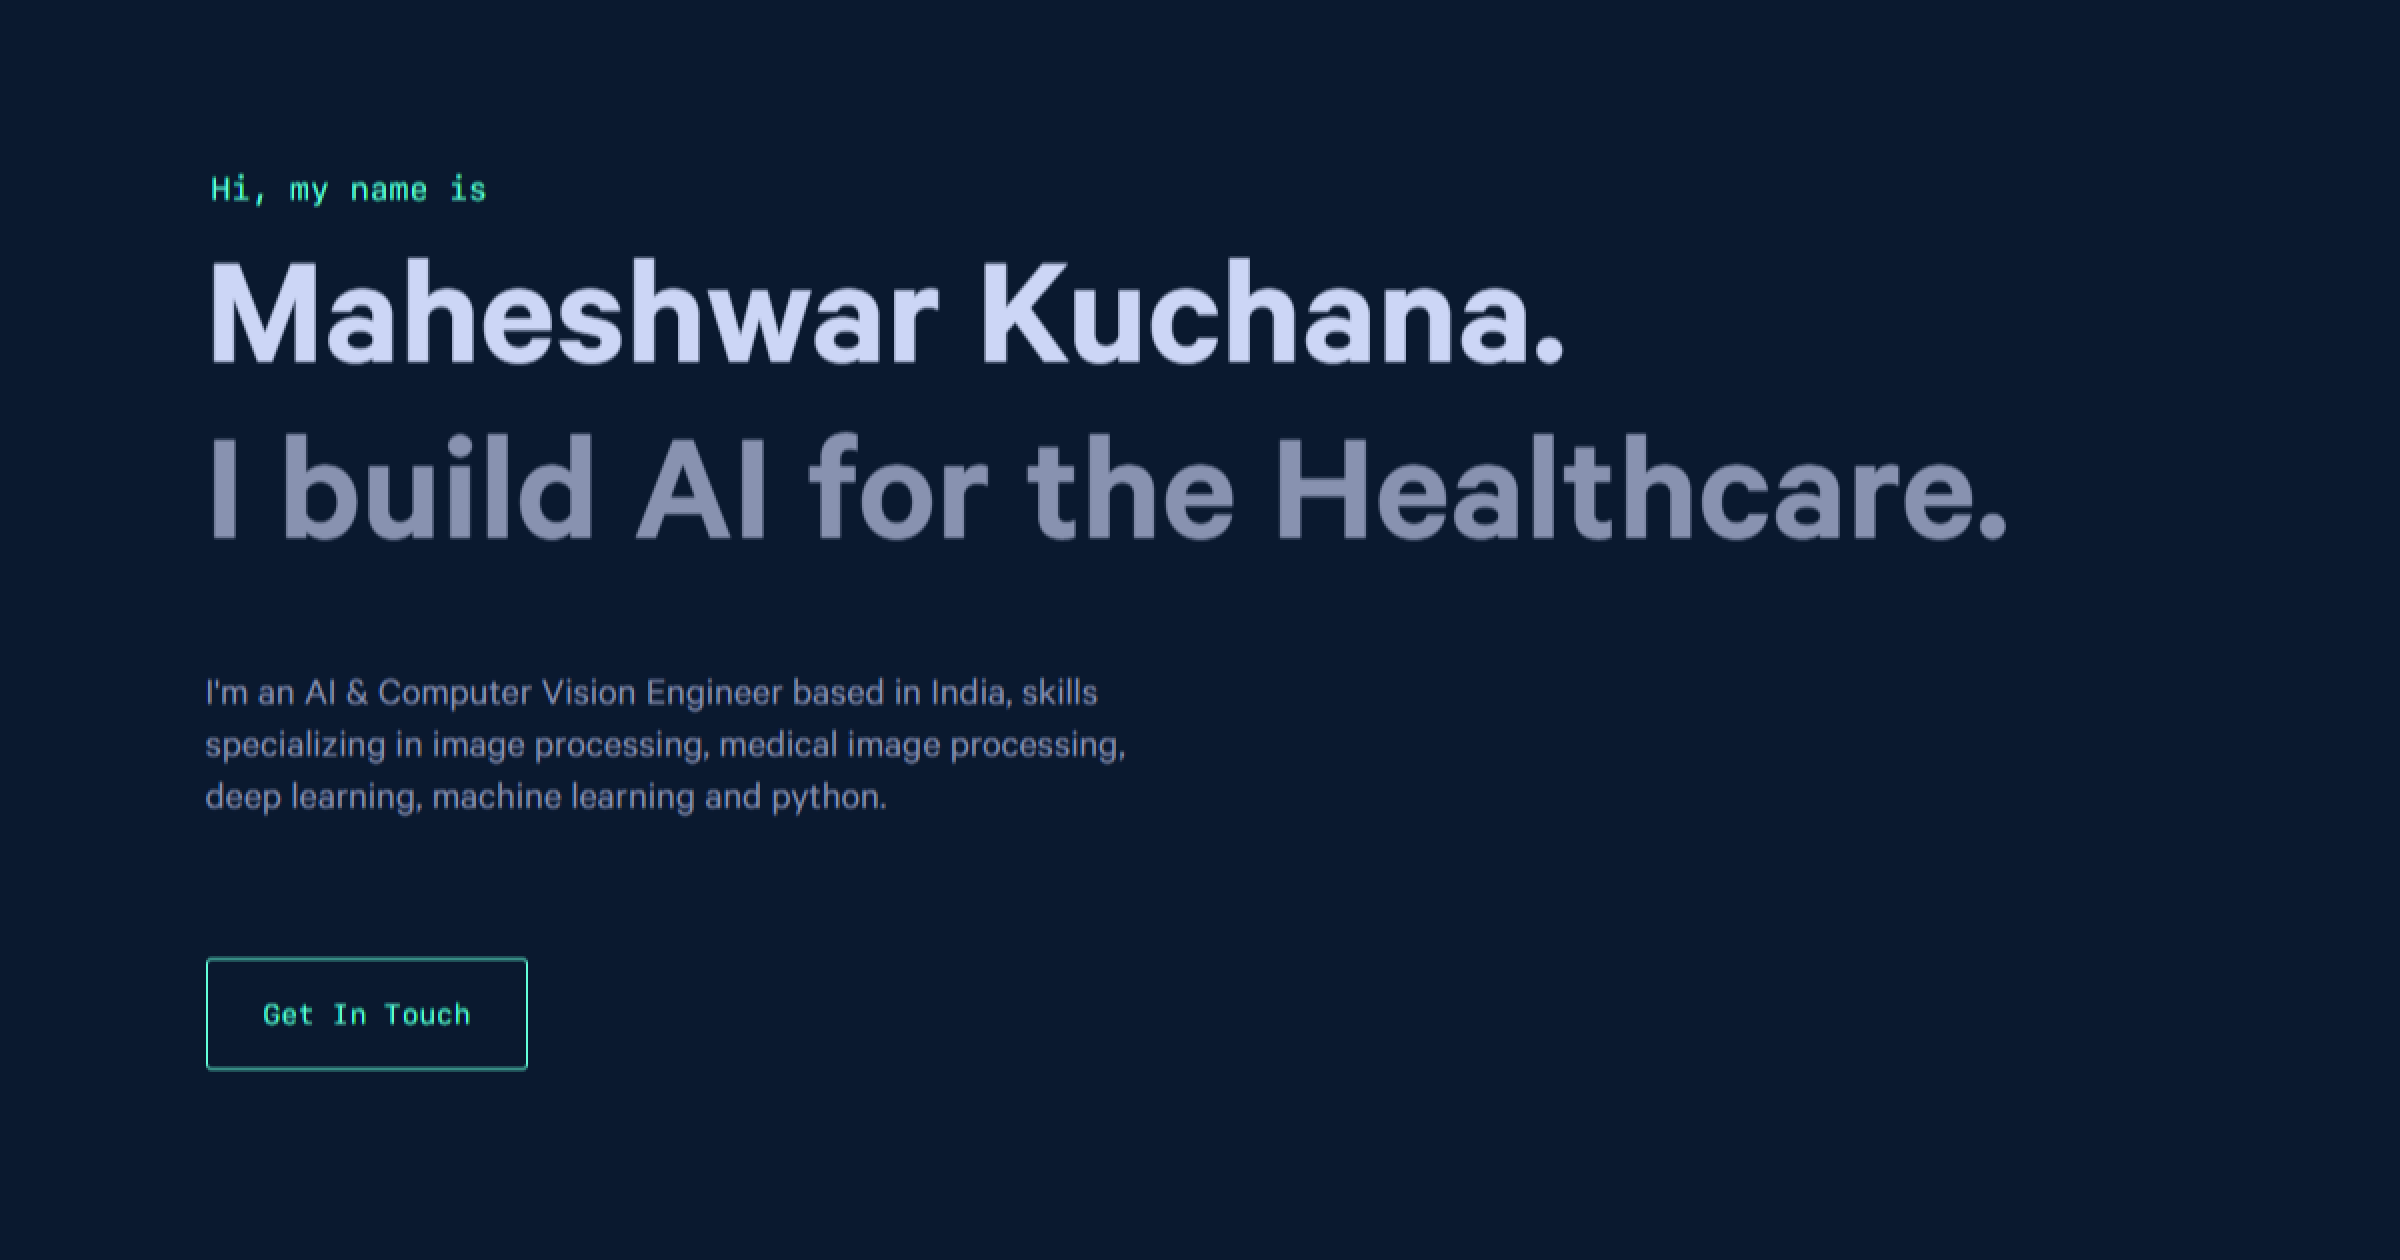 Hi, my name is
Maheshwar Kuchana.
I build AI for the Healthcare.
I'm an AI & Computer Vision Engineer based in India, skills
specializing in image processing, medical image processing,
deep learning, machine learning and python.
Get In Touch